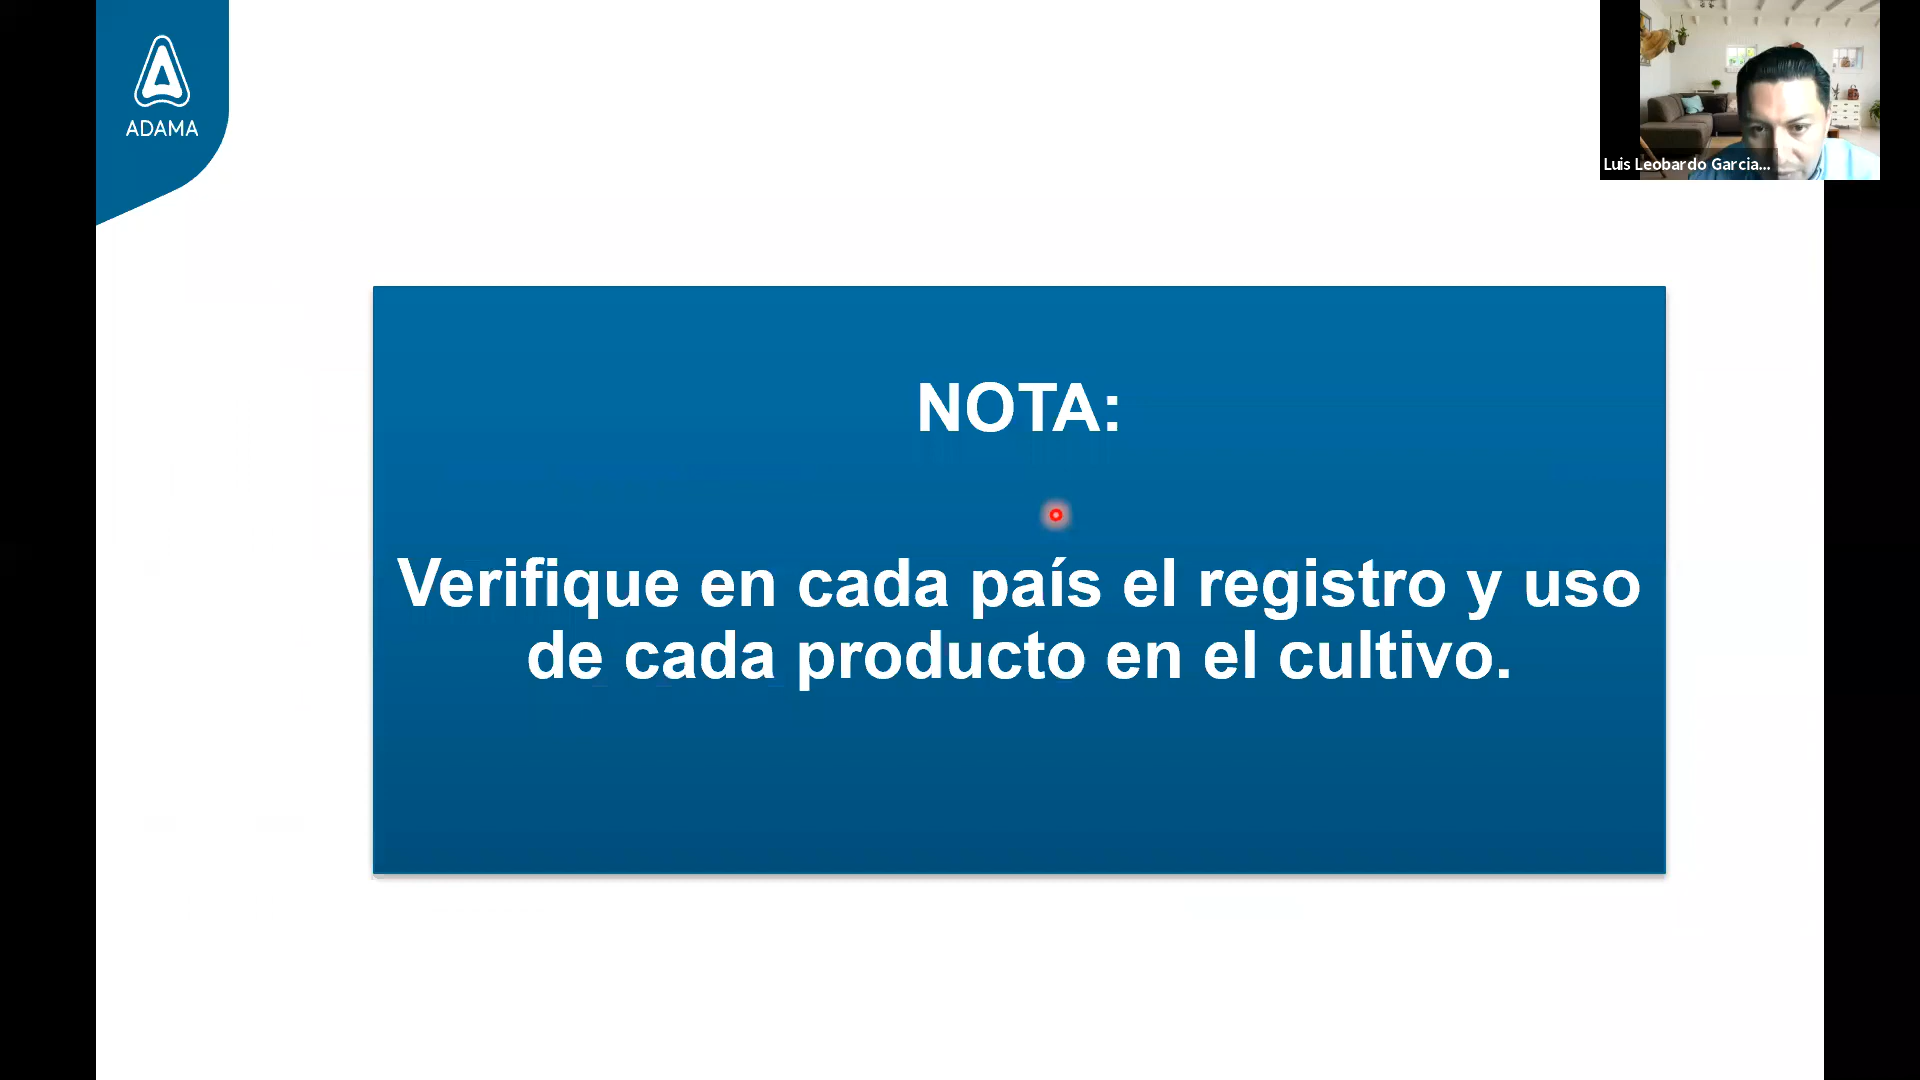 ADAMA
Luis Leobardo Garcia...
NOTA:
Verifique en cada país el registro y uso
de cada producto en el cultivo.